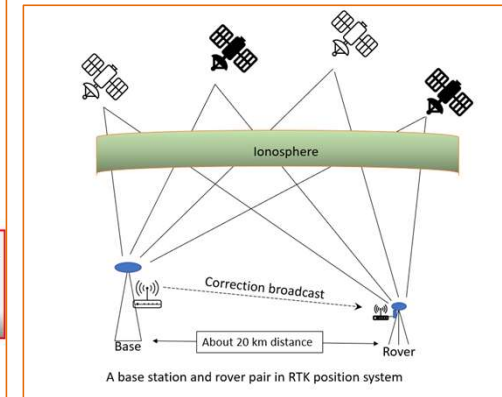 Ionosphere
Correction broadcast
Base
About 20 km distance
Rover
A base station and rover pair in RTK position system